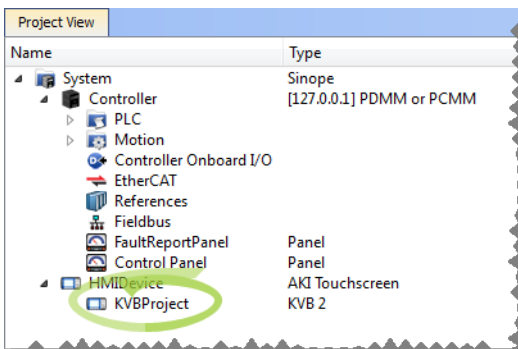 Project View
Name Type
System Sinope
Controller [127.0.0.1] PDMM or PCMM
PLC
Motion
Controller Onboard I/O
EtherCAT
References
Fieldbus
FaultReportPanel Panel
Control Panel Panel
HMIDevice AKI Touchscreen
KVBProject KVB 2